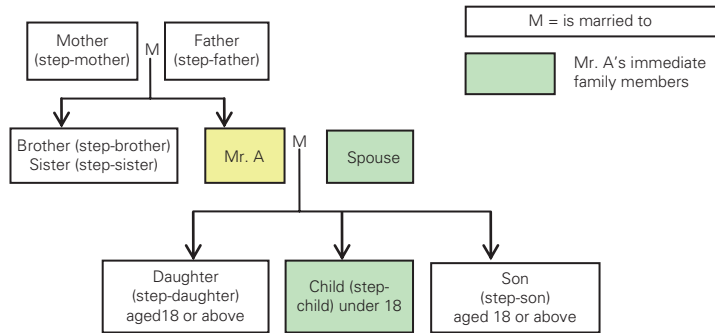 Mother
(step-mother)
M
Father
(step-father)
M = is married to
Mr. A's immediate
family members
Brother (step-brother)
Sister (step-sister)
Mr. A
M
Spouse
Daughter
(step-daughter)
aged18 or above
Child (step-
child) under 18
Son
(step-son)
aged 18 or above